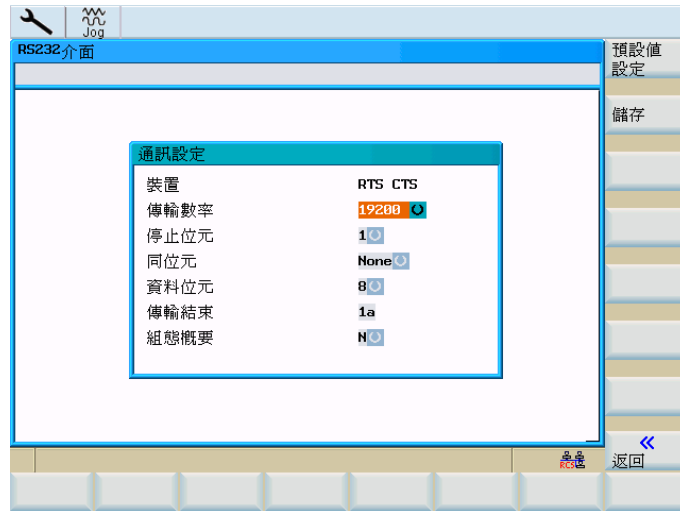 Jog
RS232介面
預設值
設定
儲存
通訊設定
裝置 RTS CTS
傳輸數率 19200
停止位元 1
同位元 None
資料位元 8
傳輸結束 1a
組態概要 N
RCS
«
返回